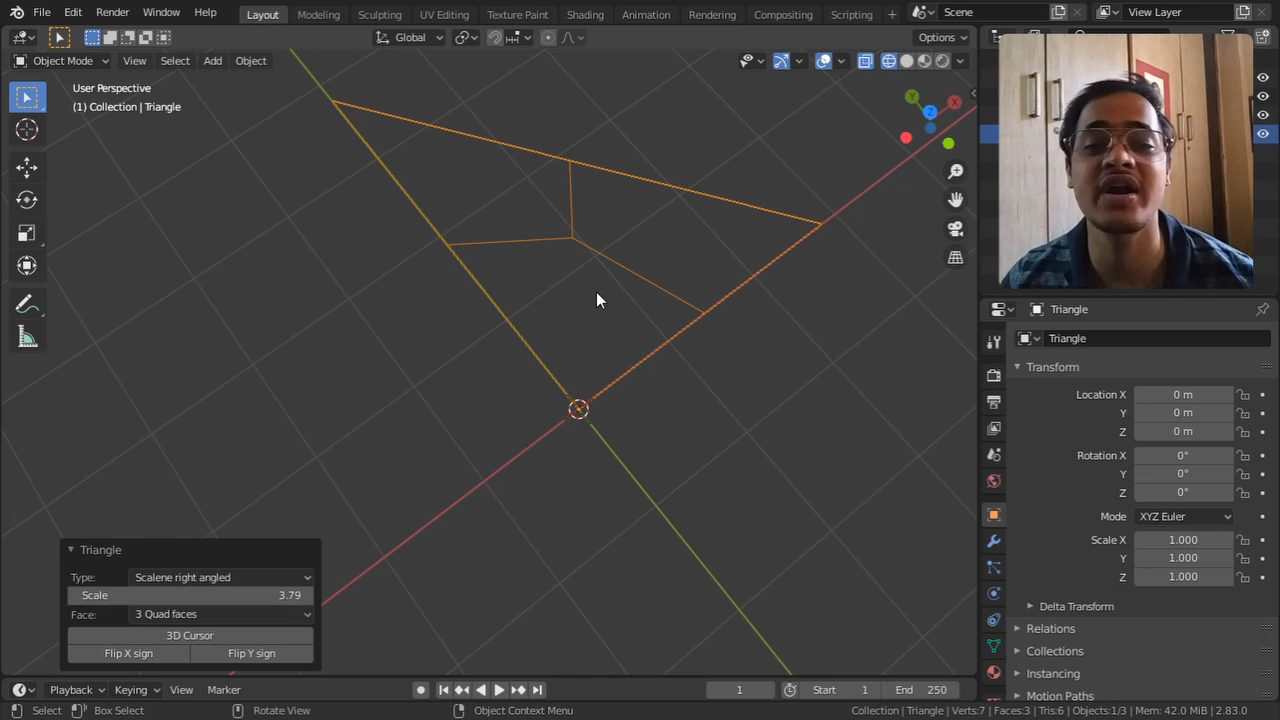 File Edit Render Window Help Layout Modeling Sculpting UV Editing Texture Paint Shading Animation Rendering Compositing Scripting + Scene View Layer
Global Options
Object Mode View Select Add Object
User Perspective
(1) Collection | Triangle
Y X Z
Triangle
Triangle
Transform
Location X 0 m
Y 0 m
Z 0 m
Rotation X 0°
Y 0°
Z 0°
Mode XYZ Euler
Scale X 1.000
Y 1.000
Z 1.000
Delta Transform
Relations
Collections
Instancing
Motion Paths
Triangle
Type: Scalene right angled
Scale 3.79
Face: 3 Quad faces
3D Cursor
Flip X sign Flip Y sign
Playback Keying View Marker 1 Start 1 End 250
Select Box Select Rotate View Object Context Menu Collection | Triangle | Verts:7 | Faces:3 | Tris:6 | Objects:1/3 | Mem: 42.0 MiB | 2.83.0